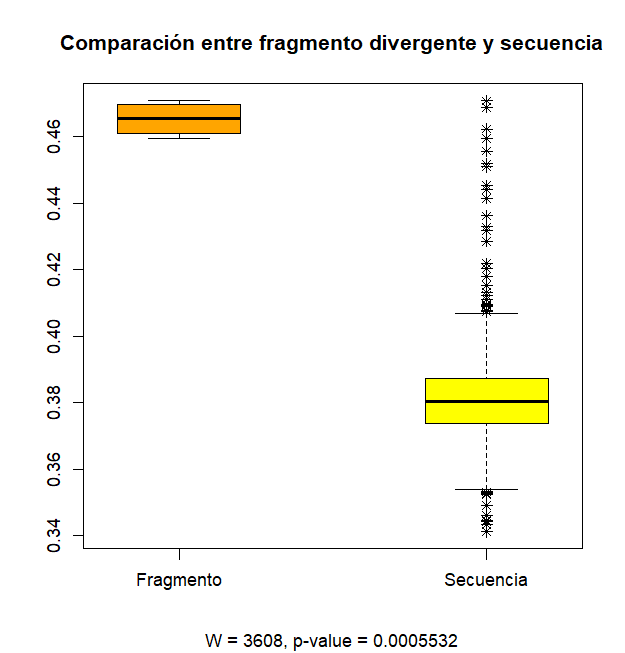 Comparación entre fragmento divergente y secuencia
0.46
0.44
0.42
0.40
0.38
0.36
0.34
Fragmento Secuencia
W = 3608, p-value = 0.0005532